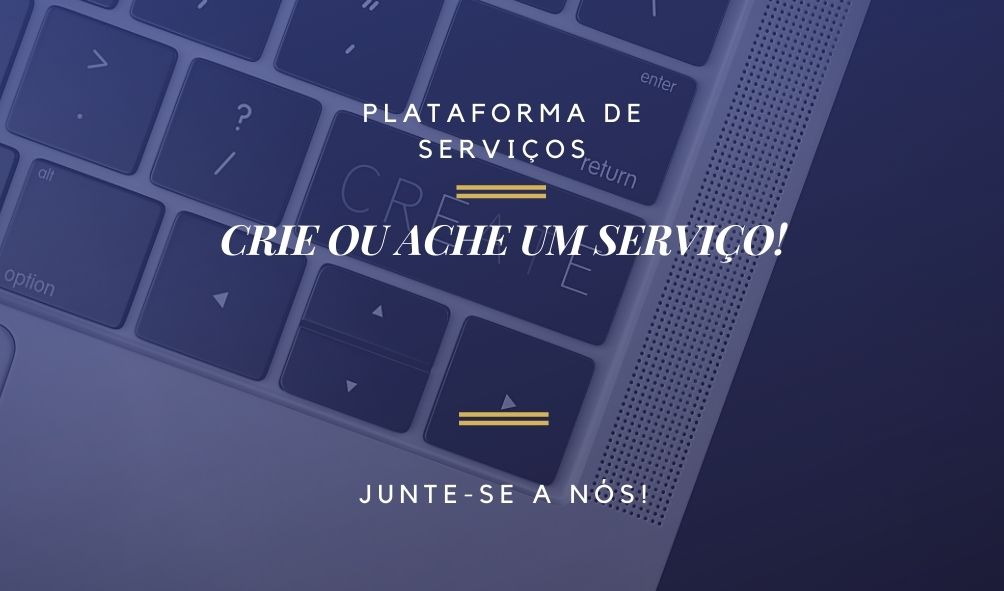 enter
PLATAFORMA DE
SERVIÇOS
return
alt
CREATE
CRIE OU ACHE UM SERVIÇO!
option
JUNTE-SE A NÓS!
> .
? /
" '